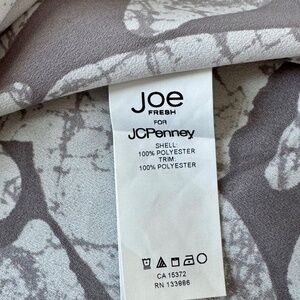 Joe
FRESH
FOR
JCPenney
SHELL:
100% POLYESTER
TRIM:
100% POLYESTER
CA 15372
RN 133986